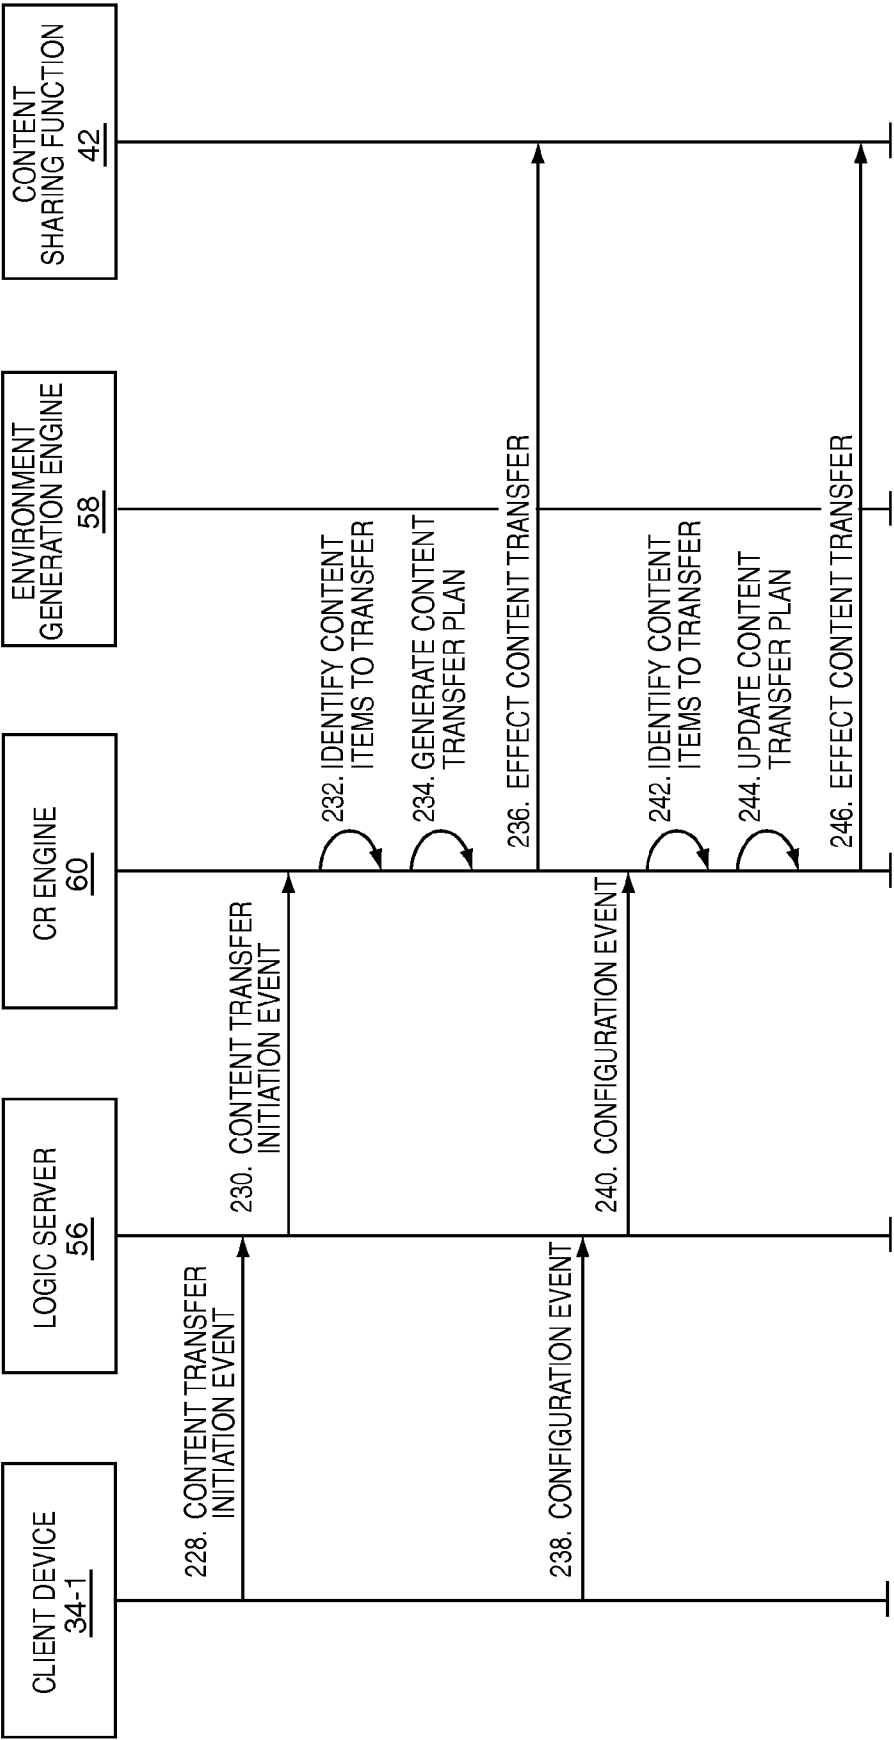 CLIENT DEVICE
34-1
LOGIC SERVER
56
CR ENGINE
60
ENVIRONMENT
GENERATION ENGINE
58
CONTENT
SHARING FUNCTION
42
228. CONTENT TRANSFER
INITIATION EVENT
230. CONTENT TRANSFER
INITIATION EVENT
232. IDENTIFY CONTENT
ITEMS TO TRANSFER
234. GENERATE CONTENT
TRANSFER PLAN
236. EFFECT CONTENT TRANSFER
238. CONFIGURATION EVENT
240. CONFIGURATION EVENT
242. IDENTIFY CONTENT
ITEMS TO TRANSFER
244. UPDATE CONTENT
TRANSFER PLAN
246. EFFECT CONTENT TRANSFER